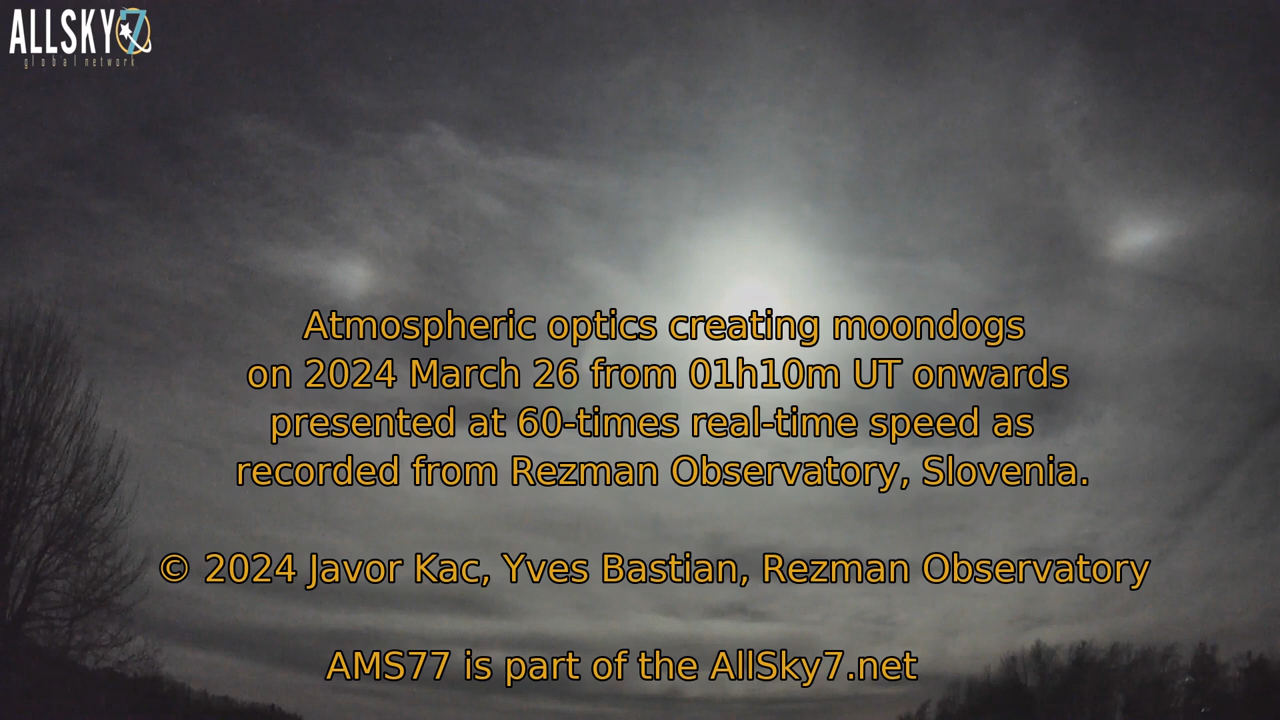 ALLSKY7
global network
Atmospheric optics creating moondogs
on 2024 March 26 from 01h10m UT onwards
presented at 60-times real-time speed as
recorded from Rezman Observatory, Slovenia.
© 2024 Javor Kac, Yves Bastian, Rezman Observatory
AMS77 is part of the AllSky7.net